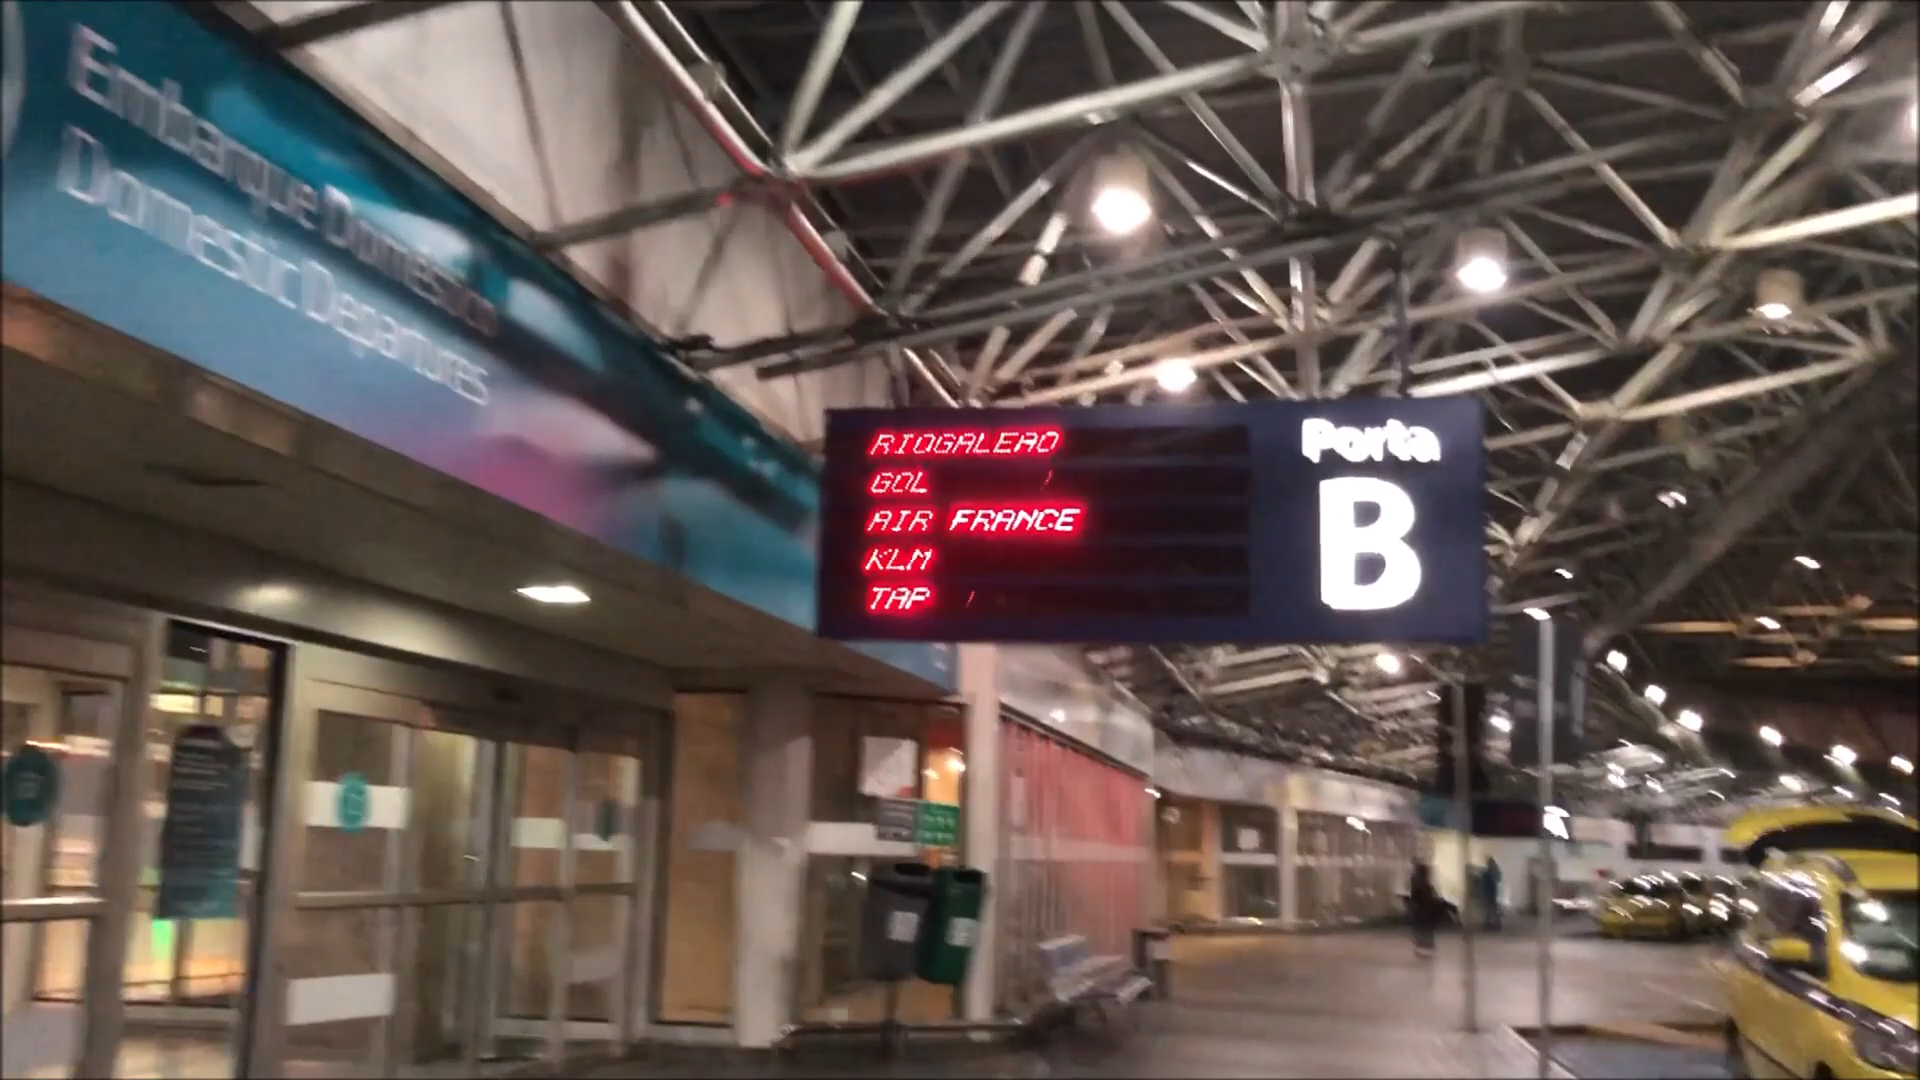 Embarque Doméstico
Domestic Departures
RIOGALEAO
GOL
AIR FRANCE
KLM
TAP
Porta
B